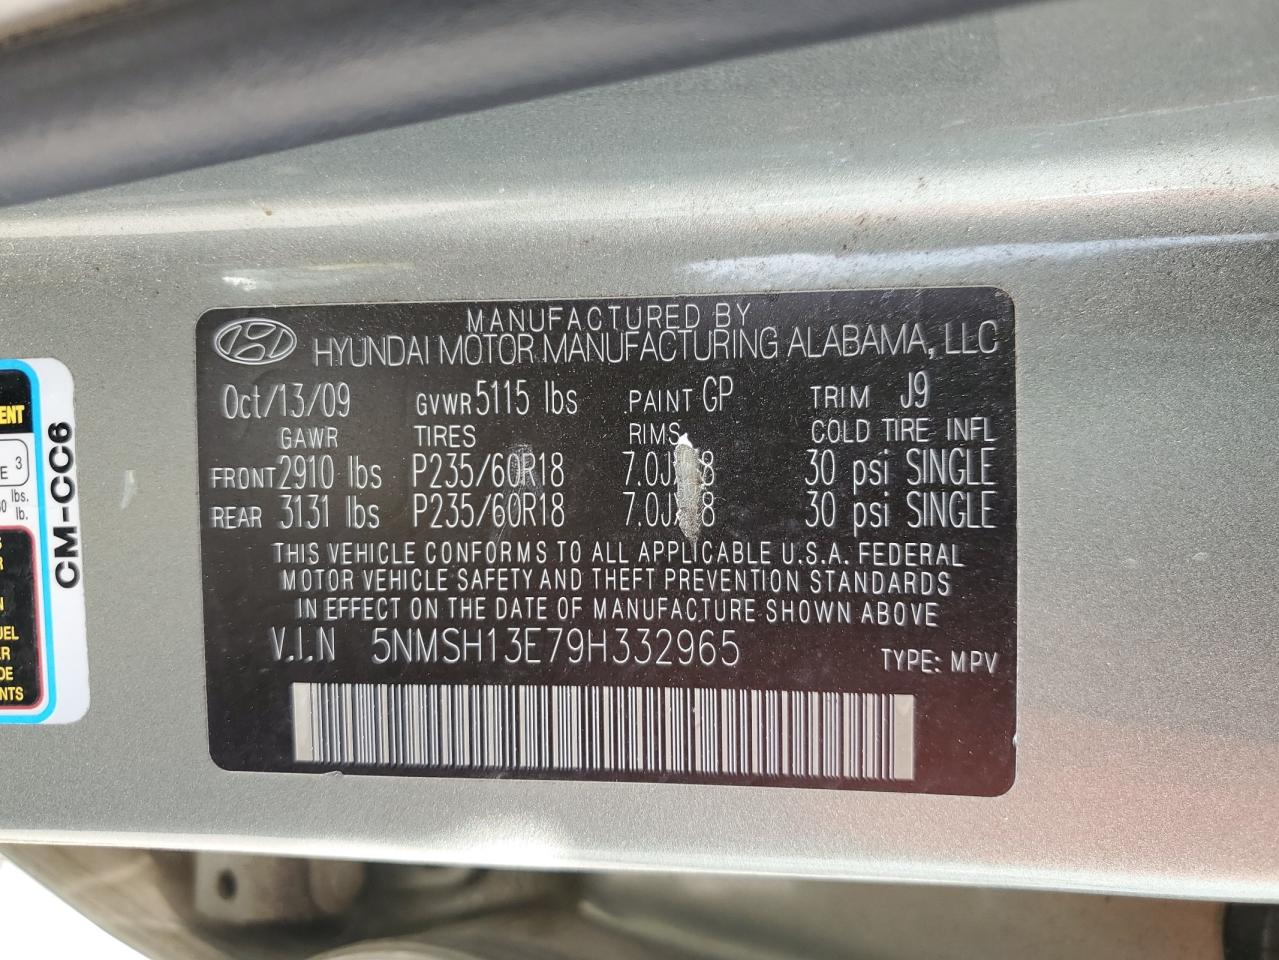 MANUFACTURED BY
HYUNDAI MOTOR MANUFACTURING ALABAMA, LLC
Oct/13/09 GVWR 5115 lbs PAINT GP TRIM J9
GAWR TIRES RIMS COLD TIRE INFL
FRONT 2910 lbs P235/60R18 30 psi SINGLE
REAR 3131 lbs P235/60R18 30 psi SINGLE
THIS VEHICLE CONFORMS TO ALL APPLICABLE U.S.A. FEDERAL
MOTOR VEHICLE SAFETY AND THEFT PREVENTION STANDARDS
IN EFFECT ON THE DATE OF MANUFACTURE SHOWN ABOVE
V.I.N 5NMSH13E79H332965 TYPE: MPV
CM-CC6
3
lbs.
lb.